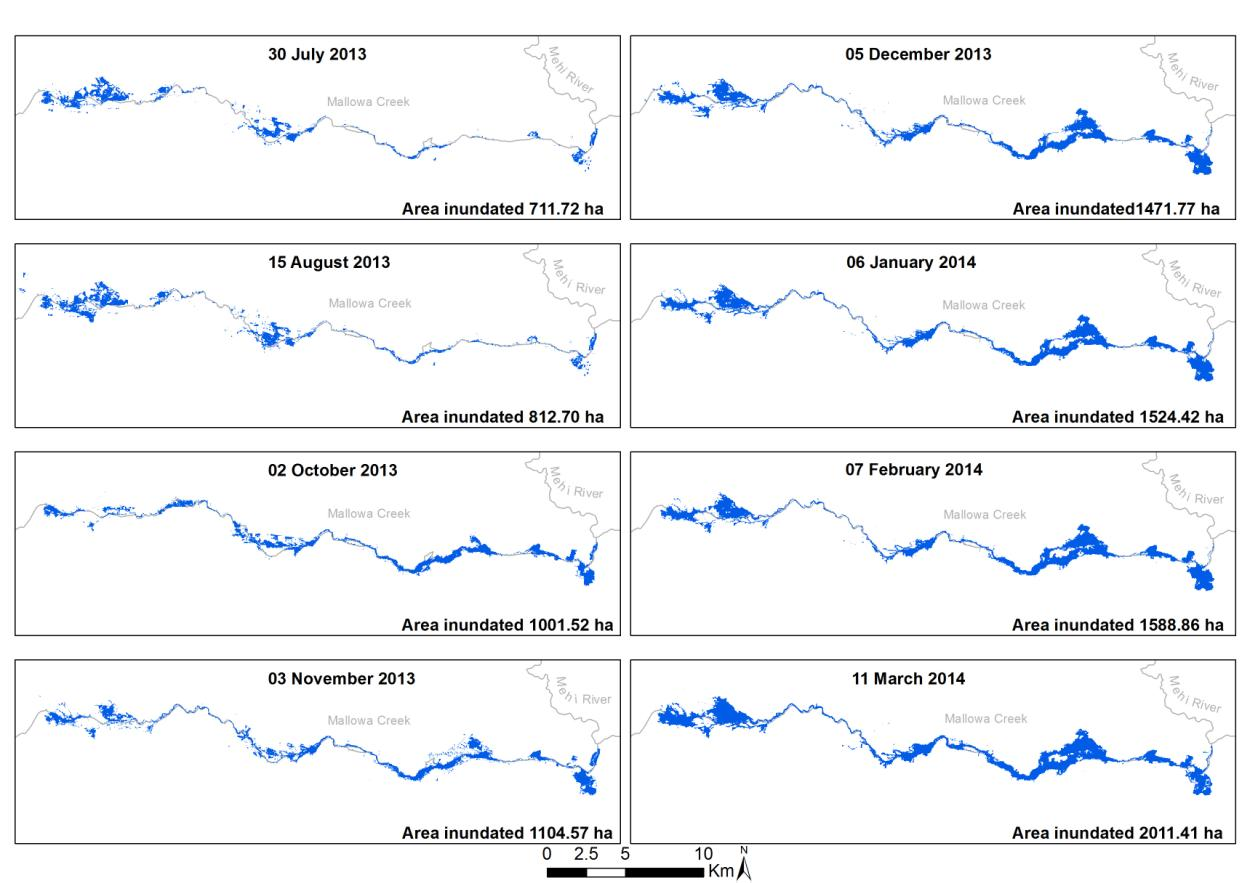 30 July 2013
Mehi River
Mallowa Creek
Area inundated 711.72 ha
05 December 2013
Mehi River
Mallowa Creek
Area inundated1471.77 ha
15 August 2013
Mehi River
Mallowa Creek
Area inundated 812.70 ha
06 January 2014
Mehi River
Mallowa Creek
Area inundated 1524.42 ha
02 October 2013
Mehi River
Mallowa Creek
Area inundated 1001.52 ha
07 February 2014
Mehi River
Mallowa Creek
Area inundated 1588.86 ha
03 November 2013
Mehi River
Mallowa Creek
Area inundated 1104.57 ha
11 March 2014
Mehi River
Mallowa Creek
Area inundated 2011.41 ha
0 2.5 5 10
Km
N